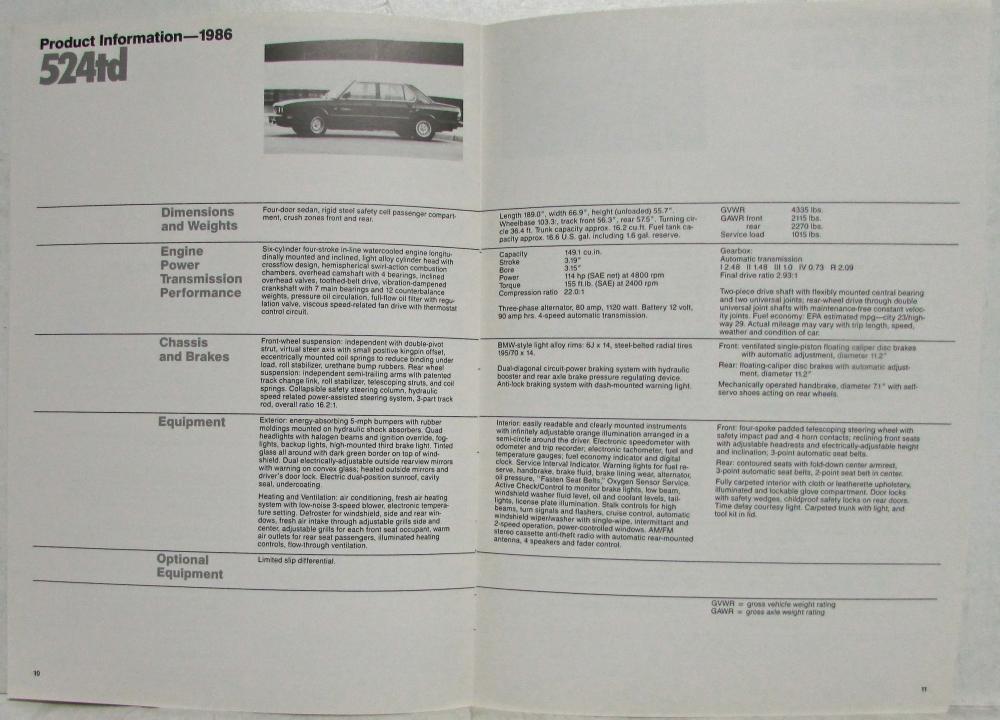 Product Information—1986
524td
Dimensions
and Weights
Four-door sedan, rigid steel safety cell passenger compart-
ment, crush zones front and rear.
Length 189.0", width 66.9", height (unloaded) 55.7".
Wheelbase 103.3", track front 56.3", rear 57.5". Turning cir-
cle 36.4 ft. Trunk capacity approx. 16.2 cu.ft. Fuel tank ca-
pacity approx. 16.6 U.S. gal. including 1.6 gal. reserve.
GVWR 4335 lbs.
GAWR front 2115 lbs.
rear 2270 lbs.
Service load 1015 lbs.
Engine
Power
Transmission
Performance
Six-cylinder four-stroke in-line watercooled engine longitu-
dinally mounted and inclined, light alloy cylinder head with
crossflow design, hemispherical swirl-action combustion
chambers, overhead camshaft with 4 bearings, inclined
overhead valves, toothed-belt drive, vibration-dampened
crankshaft with 7 main bearings and 12 counterbalance
weights, pressure oil circulation, full-flow oil filter with regu-
lation valve, viscous speed-related fan drive with thermostat
control circuit.
Capacity 149.1 cu.in.
Stroke 3.19"
Bore 3.15"
Power 114 hp (SAE net) at 4800 rpm
Torque 155 ft.lb. (SAE) at 2400 rpm
Compression ratio 22.0:1
Three-phase alternator, 80 amp, 1120 watt. Battery 12 volt,
90 amp hrs. 4-speed automatic transmission.
Gearbox:
Automatic transmission
I 2.48 II 1.48 III 1.0 IV 0.73 R 2.09
Final drive ratio 2.93:1
Two-piece drive shaft with flexibly mounted central bearing
and two universal joints; rear-wheel drive through double
universal joint shafts with maintenance-free constant veloc-
ity joints. Fuel economy: EPA estimated mpg—city 23/high-
way 29. Actual mileage may vary with trip length, speed,
weather and condition of car.
Chassis
and Brakes
Front-wheel suspension: independent with double-pivot
strut, virtual steer axis with small positive kingpin offset,
eccentrically mounted coil springs to reduce binding under
load, roll stabilizer, urethane bump rubbers. Rear wheel
suspension: independent semi-trailing arms with patented
track change link, roll stabilizer, telescoping struts, and coil
springs. Collapsible safety steering column, hydraulic
speed related power-assisted steering system, 3-part track
rod, overall ratio 16.2:1.
BMW-style light alloy rims: 6J x 14, steel-belted radial tires
195/70 x 14.
Dual-diagonal circuit-power braking system with hydraulic
booster and rear axle brake pressure regulating device.
Anti-lock braking system with dash-mounted warning light.
Front: ventilated single-piston floating caliper disc brakes
with automatic adjustment, diameter 11.2"
Rear: floating-caliper disc brakes with automatic adjust-
ment, diameter 11.2"
Mechanically operated handbrake, diameter 7.1" with self-
servo shoes acting on rear wheels.
Equipment
Exterior: energy-absorbing 5-mph bumpers with rubber
moldings mounted on hydraulic shock absorbers. Quad
headlights with halogen beams and ignition override, fog-
lights, backup lights, high-mounted third brake light. Tinted
glass all around with dark green border on top of wind-
shield. Dual electrically-adjustable outside rearview mirrors
with warning on convex glass; heated outside mirrors and
driver's door lock. Electric dual-position sunroof, cavity
seal, undercoating.
Heating and Ventilation: air conditioning, fresh air heating
system with low-noise 3-speed blower, electronic tempera-
ture setting. Defroster for windshield, side and rear win-
dows, fresh air intake through adjustable grills side and
center, adjustable grills for each front seat occupant, warm
air outlets for rear seat passengers, illuminated heating
controls, flow-through ventilation.
Interior: easily readable and clearly mounted instruments
with infinitely adjustable orange illumination arranged in a
semi-circle around the driver. Electronic speedometer with
odometer and trip recorder; electronic tachometer, fuel and
temperature gauges; fuel economy indicator and digital
clock. Service Interval Indicator. Warning lights for fuel re-
serve, handbrake, brake fluid, brake lining wear, alternator,
oil pressure, "Fasten Seat Belts," Oxygen Sensor Service.
Active Check/Control to monitor brake lights, low beam,
windshield washer fluid level, oil and coolant levels, tail-
lights, license plate illumination. Stalk controls for high
beams, turn signals and flashers, cruise control, automatic
windshield wiper/washer with single-wipe, intermittent and
2-speed operation, power-controlled windows. AM/FM
stereo cassette anti-theft radio with automatic rear-mounted
antenna, 4 speakers and fader control.
Front: four-spoke padded telescoping steering wheel with
safety impact pad and 4 horn contacts; reclining front seats
with adjustable headrests and electrically-adjustable height
and inclination; 3-point automatic seat belts.
Rear: contoured seats with fold-down center armrest,
3-point automatic seat belts, 2-point seat belt in center.
Fully carpeted interior with cloth or leatherette upholstery,
illuminated and lockable glove compartment. Door locks
with safety wedges, childproof safety locks on rear doors.
Time delay courtesy light. Carpeted trunk with light, and
tool kit in lid.
Optional
Equipment
Limited slip differential.
GVWR = gross vehicle weight rating
GAWR = gross axle weight rating
10
11